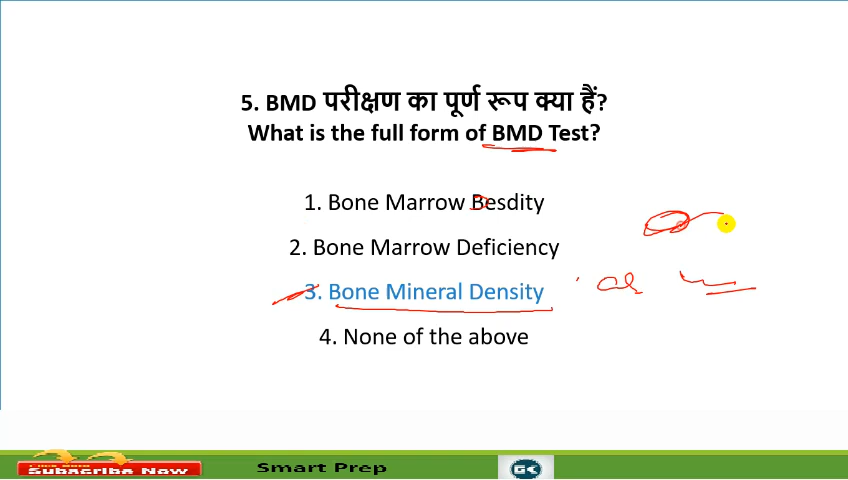 5. BMD परीक्षण का पूर्ण रूप क्या हैं?
What is the full form of BMD Test?
1. Bone Marrow Besdity
2. Bone Marrow Deficiency
3. Bone Mineral Density
4. None of the above
Subscribe Now
Smart Prep
GK